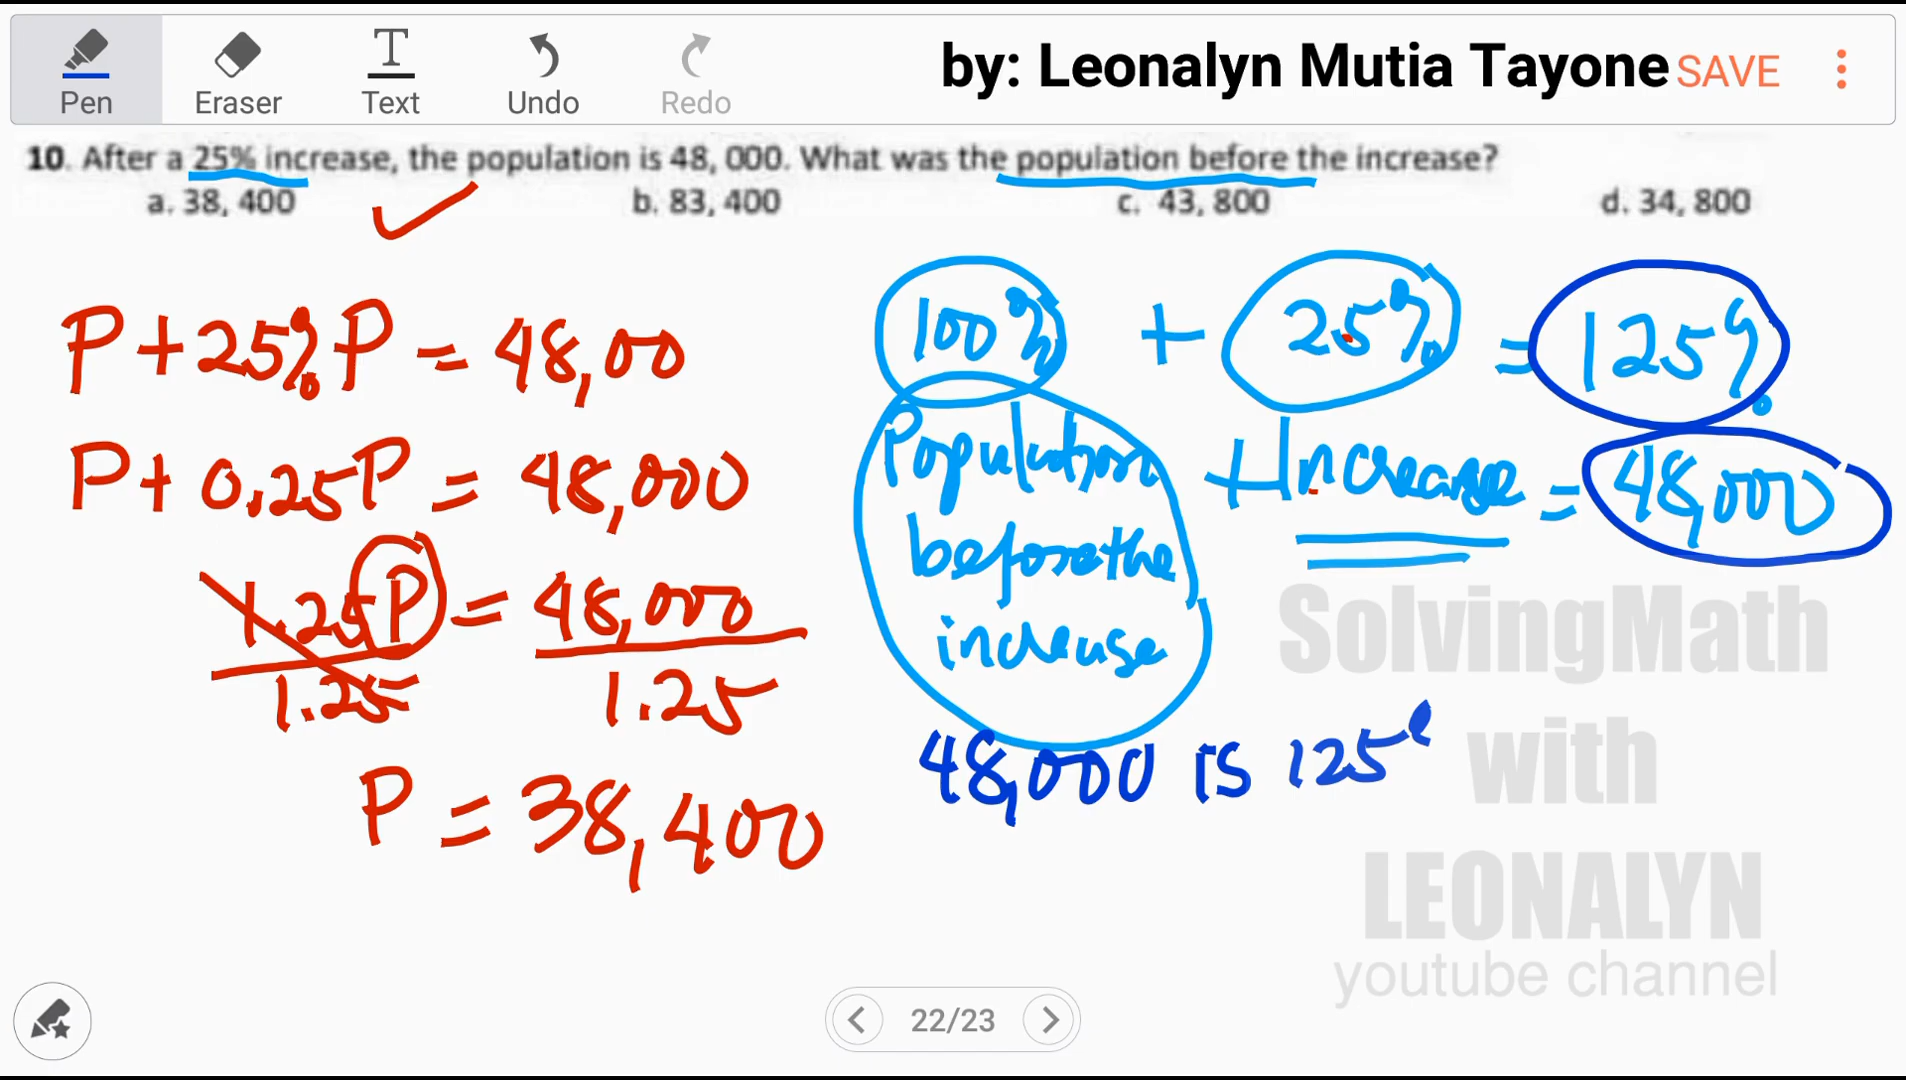 by: Leonalyn Mutia Tayone SAVE
Pen Eraser Text Undo Redo
10. After a 25% increase, the population is 48, 000. What was the population before the increase?
a. 38, 400 b. 83, 400 c. 43, 800 d. 34, 800
P+25%P=48,00
P+0.25P=48,000
1.25P=48,000
1.25 1.25
P=38,400
100% + 25% = 125%
Population + Increase = 48,000
before the
increase
48,000 is 125
SolvingMath
with
LEONALYN
youtube channel
22/23